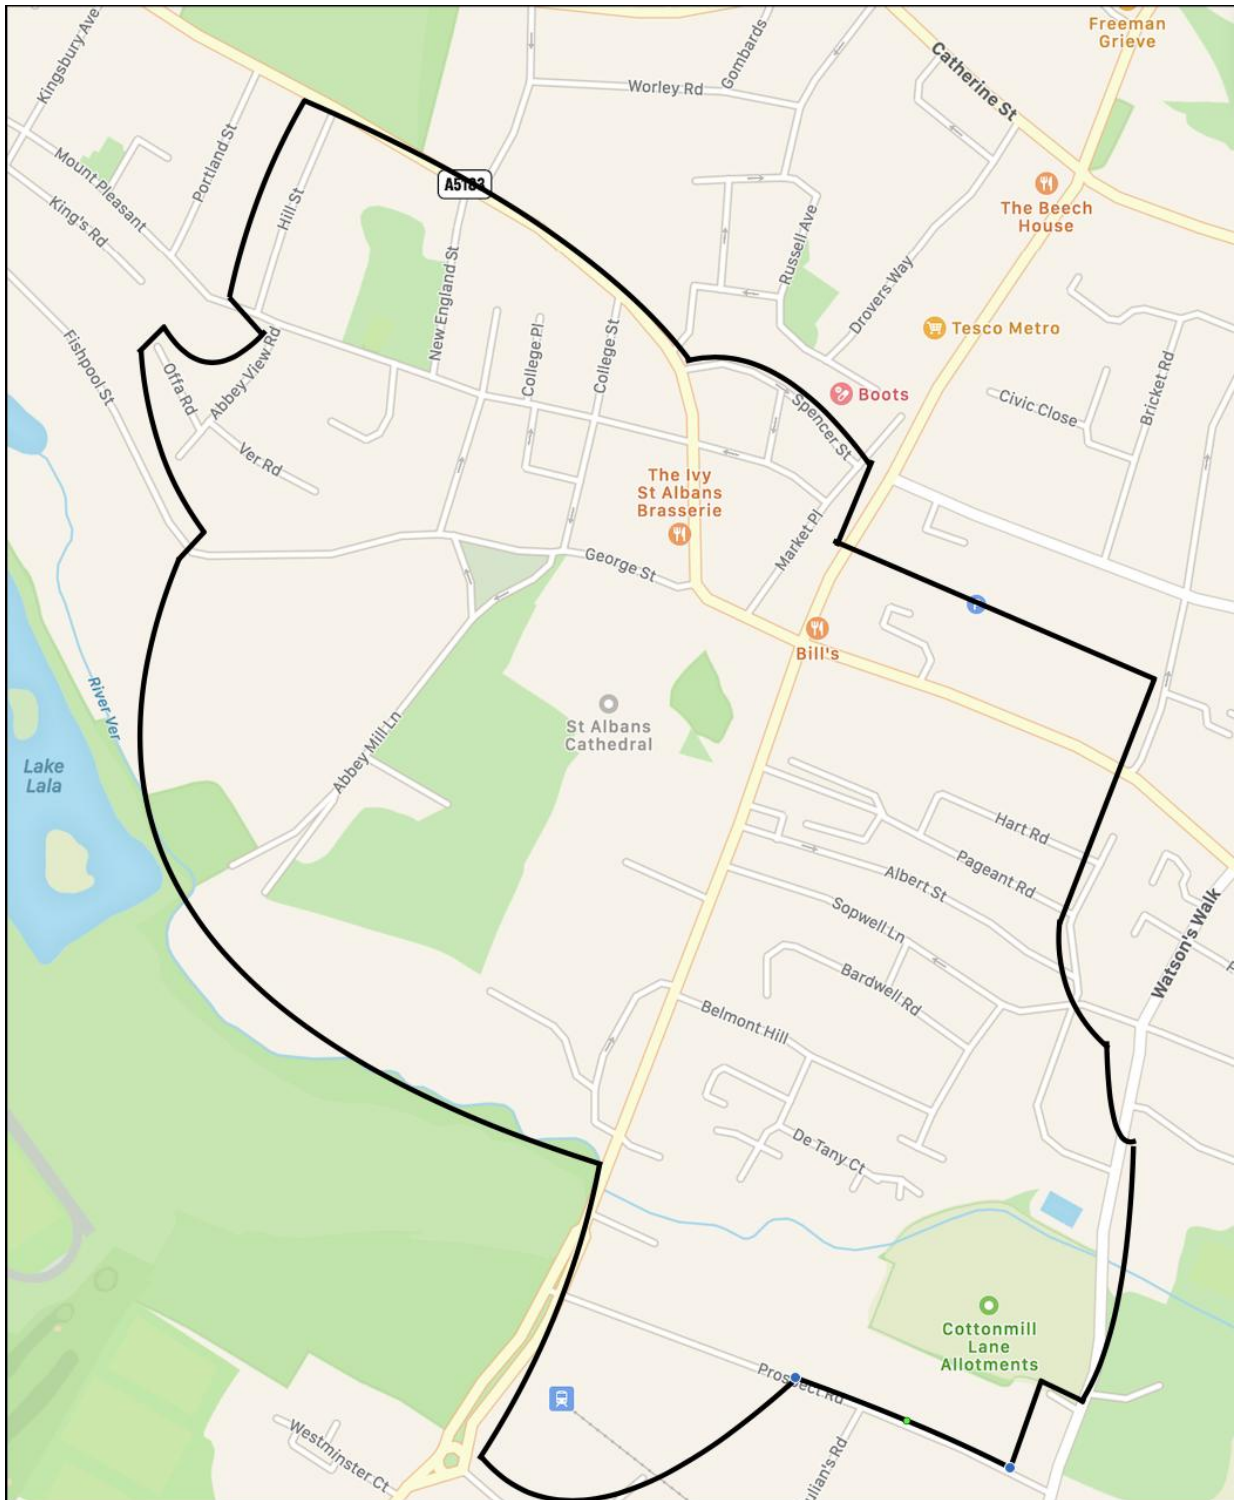 Freeman
Grieve
Kingsbury Ave
Gombards
Catherine St
Worley Rd
Portland St
Mount Pleasant
A5183
The Beech
House
Hill St
King's Rd
Russell Ave
New England St
Drovers Way
Tesco Metro
Fishpool St
College Pl
College St
Abbey View Rd
Offa Rd
Boots
Spencer St
Civic Close
Bricket Rd
Ver Rd
The Ivy
St Albans
Brasserie
Market Pl
George St
Bill's
River Ver
St Albans
Cathedral
Abbey Mill Ln
Lake
Lala
Hart Rd
Pageant Rd
Albert St
Sopwell Ln
Watson's Walk
Bardwell Rd
Belmont Hill
De Tany Ct
Cottonmill
Lane
Allotments
Prospect Rd
Westminster Ct
ulian's Rd